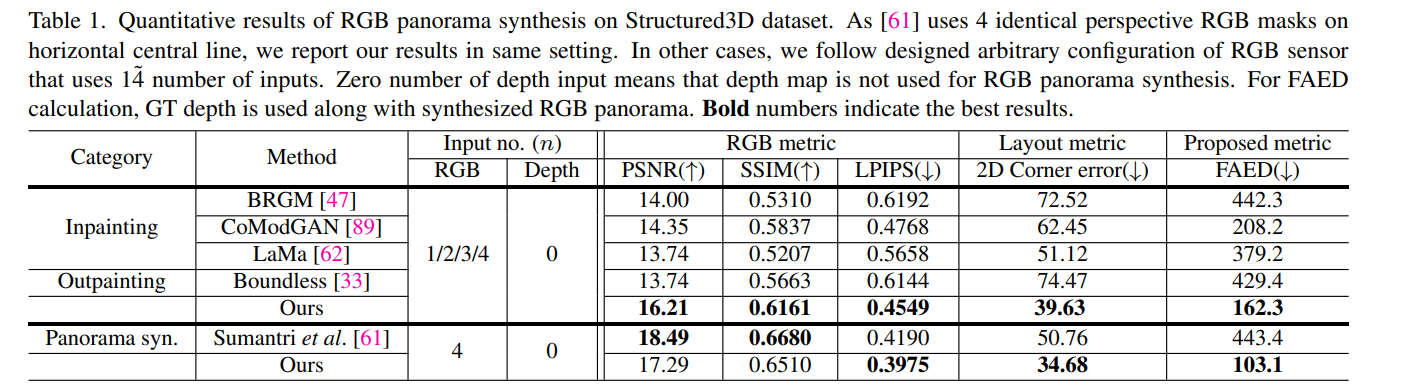 Table 1. Quantitative results of RGB panorama synthesis on Structured3D dataset. As [61] uses 4 identical perspective RGB masks on
horizontal central line, we report our results in same setting. In other cases, we follow designed arbitrary configuration of RGB sensor
that uses 14̃ number of inputs. Zero number of depth input means that depth map is not used for RGB panorama synthesis. For FAED
calculation, GT depth is used along with synthesized RGB panorama. Bold numbers indicate the best results.
Category Method Input no. (n) RGB metric Layout metric Proposed metric
RGB Depth PSNR(↑) SSIM(↑) LPIPS(↓) 2D Corner error(↓) FAED(↓)
Inpainting BRGM [47] 1/2/3/4 0 14.00 0.5310 0.6192 72.52 442.3
CoModGAN [89] 14.35 0.5837 0.4768 62.45 208.2
LaMa [62] 13.74 0.5207 0.5658 51.12 379.2
Outpainting Boundless [33] 13.74 0.5663 0.6144 74.47 429.4
Ours 16.21 0.6161 0.4549 39.63 162.3
Panorama syn. Sumantri et al. [61] 4 0 18.49 0.6680 0.4190 50.76 443.4
Ours 17.29 0.6510 0.3975 34.68 103.1